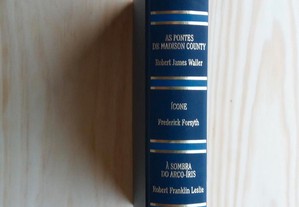 AS PONTES
DE MADISON COUNTY
Robert James Waller
ÍCONE
Frederick Forsyth
À SOMBRA
DO ARCO-ÍRIS
Robert Franklin Leslie